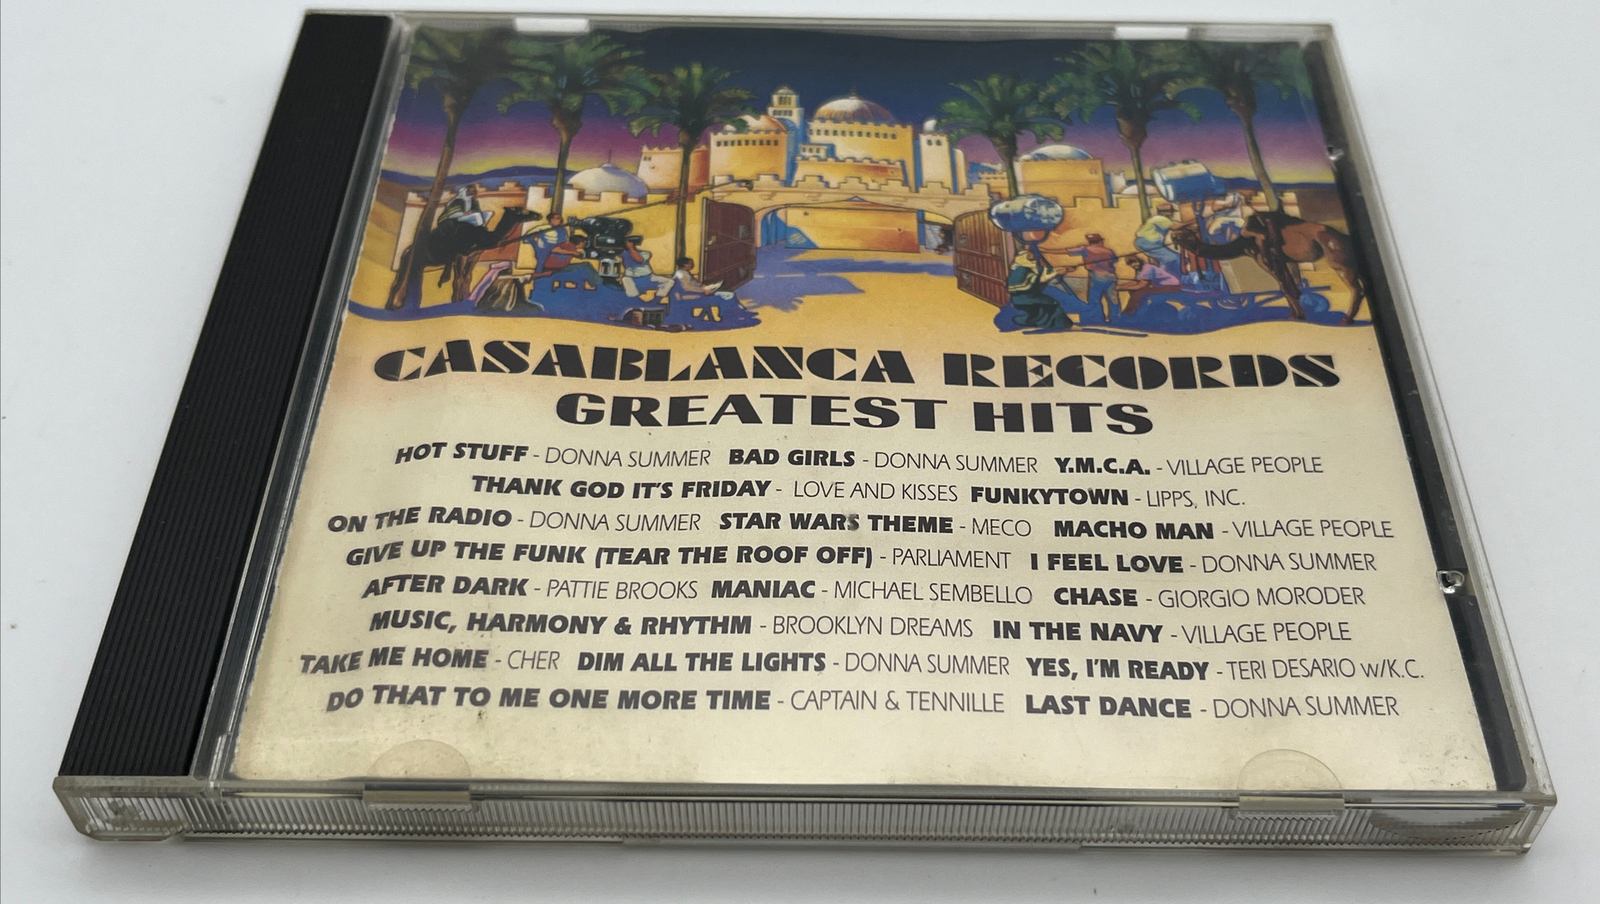 CASABLANCA RECORDS
GREATEST HITS
HOT STUFF - DONNA SUMMER BAD GIRLS - DONNA SUMMER Y.M.C.A. - VILLAGE PEOPLE
THANK GOD IT'S FRIDAY - LOVE AND KISSES FUNKYTOWN - LIPPS, INC.
ON THE RADIO - DONNA SUMMER STAR WARS THEME - MECO MACHO MAN - VILLAGE PEOPLE
GIVE UP THE FUNK (TEAR THE ROOF OFF) - PARLIAMENT I FEEL LOVE - DONNA SUMMER
AFTER DARK - PATTIE BROOKS MANIAC - MICHAEL SEMBELLO CHASE - GIORGIO MORODER
MUSIC, HARMONY & RHYTHM - BROOKLYN DREAMS IN THE NAVY - VILLAGE PEOPLE
TAKE ME HOME - CHER DIM ALL THE LIGHTS - DONNA SUMMER YES, I'M READY - TERI DESARIO w/K.C.
DO THAT TO ME ONE MORE TIME - CAPTAIN & TENNILLE LAST DANCE - DONNA SUMMER